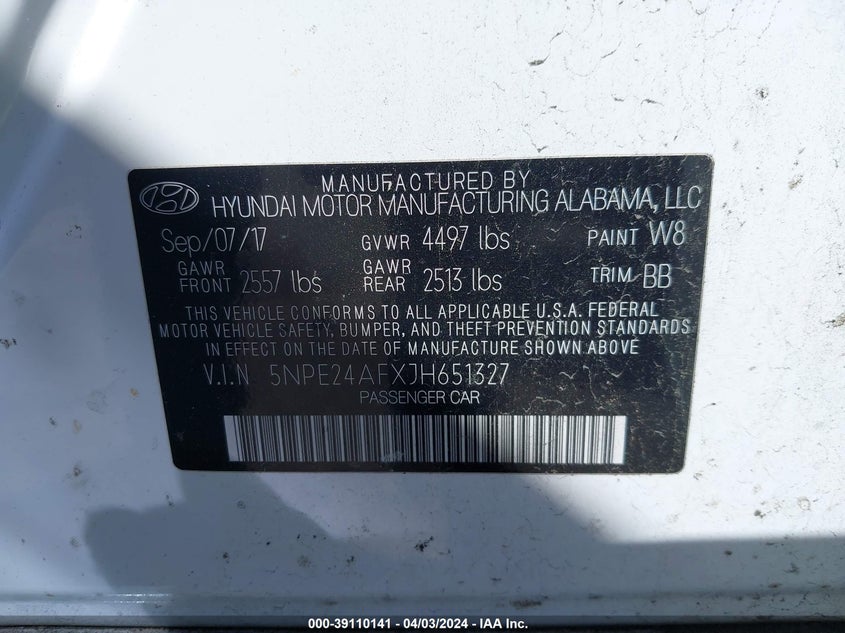 MANUFACTURED BY
HYUNDAI MOTOR MANUFACTURING ALABAMA, LLC
Sep/07/17 GVWR 4497 lbs PAINT W8
GAWR FRONT 2557 lbs GAWR REAR 2513 lbs TRIM BB
THIS VEHICLE CONFORMS TO ALL APPLICABLE U.S.A. FEDERAL
MOTOR VEHICLE SAFETY, BUMPER, AND THEFT PREVENTION STANDARDS
IN EFFECT ON THE DATE OF MANUFACTURE SHOWN ABOVE
V.I.N 5NPE24AFXJH651327
PASSENGER CAR
000-39110141 - 04/03/2024 - IAA Inc.